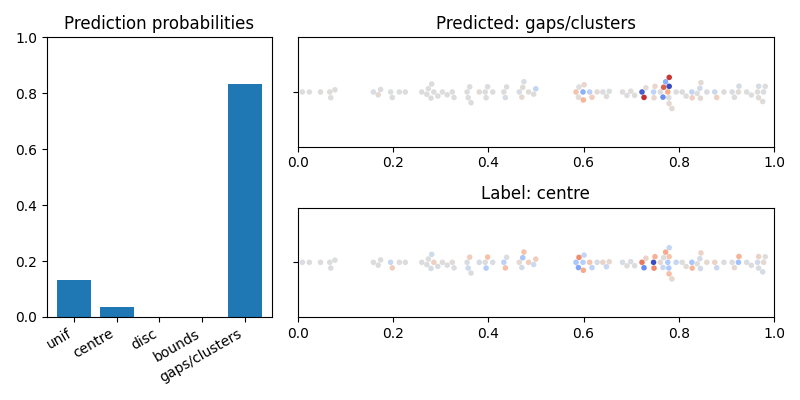 Prediction probabilities
1.0
0.8
0.6
0.4
0.2
0.0
unif
centre
disc
bounds
gaps/clusters
Predicted: gaps/clusters
0.0 0.2 0.4 0.6 0.8 1.0
Label: centre
0.0 0.2 0.4 0.6 0.8 1.0